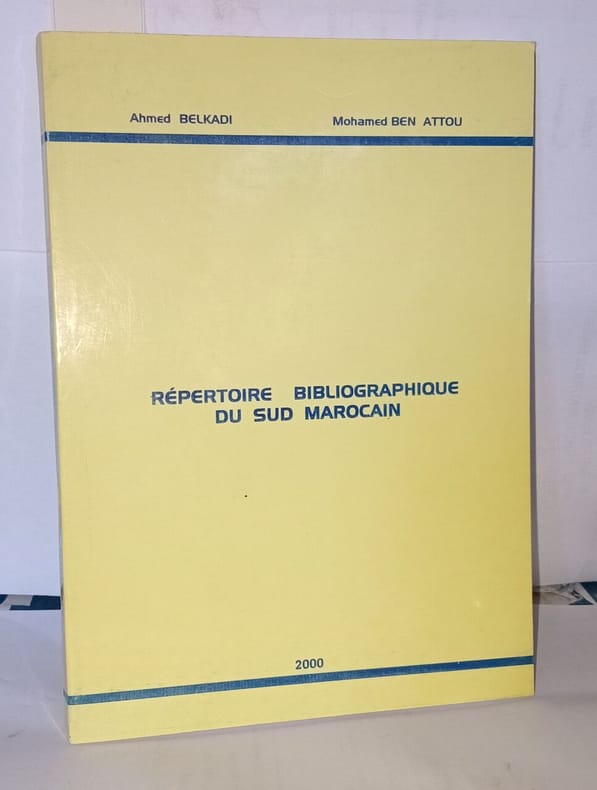 Ahmed BELKADI Mohamed BEN ATTOU
RÉPERTOIRE BIBLIOGRAPHIQUE
DU SUD MAROCAIN
2000